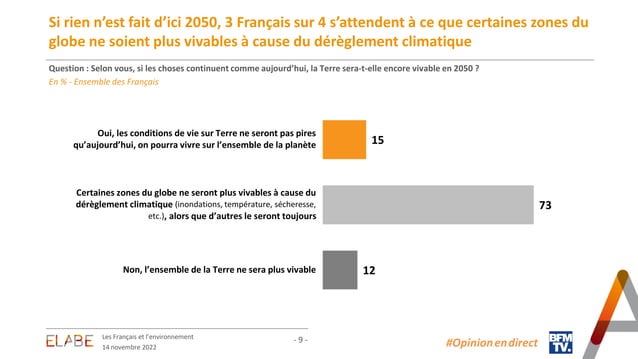 Si rien n’est fait d’ici 2050, 3 Français sur 4 s’attendent à ce que certaines zones du
globe ne soient plus vivables à cause du dérèglement climatique
Question : Selon vous, si les choses continuent comme aujourd’hui, la Terre sera-t-elle encore vivable en 2050 ?
En % - Ensemble des Français
Oui, les conditions de vie sur Terre ne seront pas pires
qu’aujourd’hui, on pourra vivre sur l’ensemble de la planète
15
Certaines zones du globe ne seront plus vivables à cause du
dérèglement climatique (inondations, température, sécheresse,
etc.), alors que d’autres le seront toujours
73
Non, l’ensemble de la Terre ne sera plus vivable
12
ELABE
Les Français et l’environnement
14 novembre 2022
- 9 -
#Opinionendirect
BFM
TV.